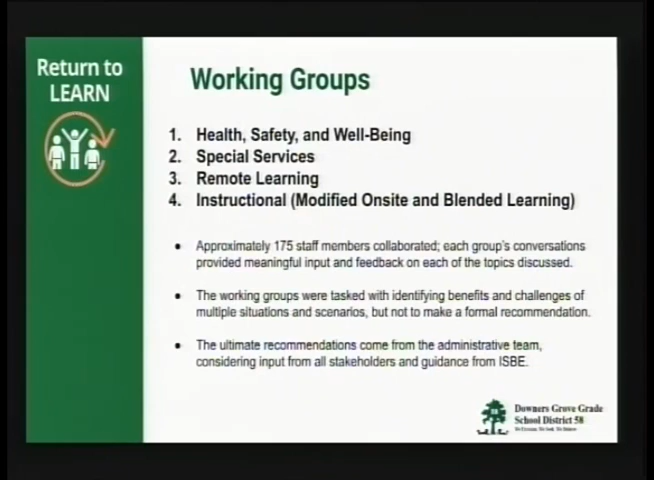 Return to
LEARN
Working Groups
1. Health, Safety, and Well-Being
2. Special Services
3. Remote Learning
4. Instructional (Modified Onsite and Blended Learning)
• Approximately 175 staff members collaborated; each group's conversations
provided meaningful input and feedback on each of the topics discussed.
• The working groups were tasked with identifying benefits and challenges of
multiple situations and scenarios, but not to make a formal recommendation.
• The ultimate recommendations come from the administrative team,
considering input from all stakeholders and guidance from ISBE.
Downers Grove Grade
School District 58